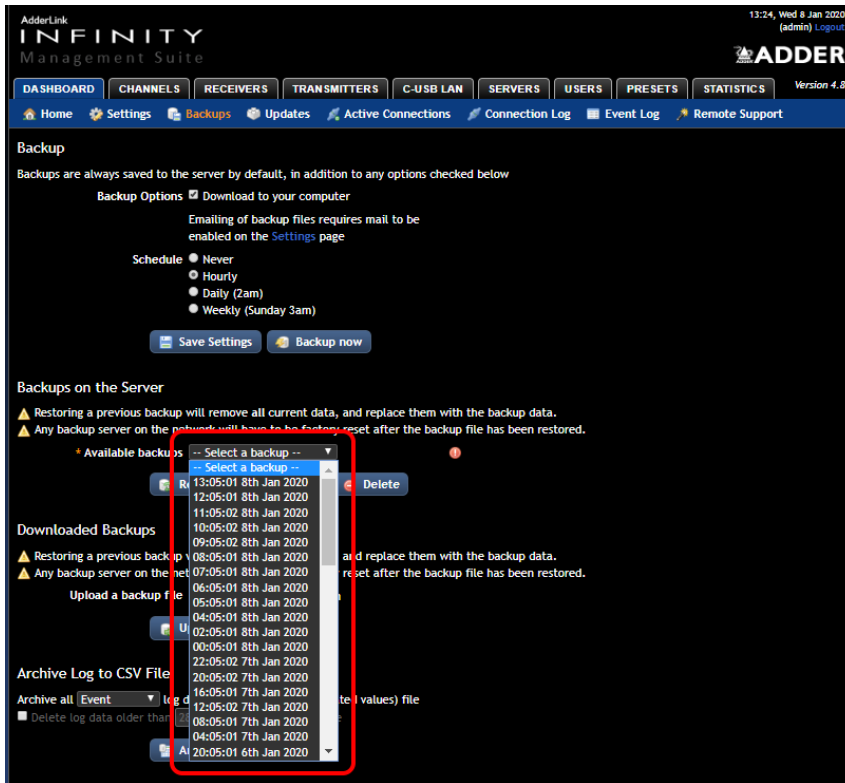 AdderLink
INFINITY
Management Suite
13:24, Wed 8 Jan 2020
(admin) Logout
ADDER
DASHBOARD CHANNELS RECEIVERS TRANSMITTERS C-USB LAN SERVERS USERS PRESETS STATISTICS Version 4.8
Home Settings Backups Updates Active Connections Connection Log Event Log Remote Support
Backup
Backups are always saved to the server by default, in addition to any options checked below
Backup Options Download to your computer
Emailing of backup files requires mail to be
enabled on the Settings page
Schedule Never
Hourly
Daily (2am)
Weekly (Sunday 3am)
Save Settings Backup now
Backups on the Server
Restoring a previous backup will remove all current data, and replace them with the backup data.
Any backup server on the network will have to be factory reset after the backup file has been restored.
* Available backups -- Select a backup --
-- Select a backup --
13:05:01 8th Jan 2020
Delete
12:05:01 8th Jan 2020
11:05:02 8th Jan 2020
10:05:02 8th Jan 2020
Downloaded Backups
09:05:02 8th Jan 2020
Restoring a previous backup 08:05:01 8th Jan 2020 and replace them with the backup data.
Any backup server on the 07:05:01 8th Jan 2020 reset after the backup file has been restored.
06:05:01 8th Jan 2020
Upload a backup file 05:05:01 8th Jan 2020
04:05:01 8th Jan 2020
02:05:01 8th Jan 2020
00:05:01 8th Jan 2020
22:05:02 7th Jan 2020
Archive Log to CSV File 20:05:02 7th Jan 2020
Archive all Event log 16:05:01 7th Jan 2020 values) file
12:05:02 7th Jan 2020
Delete log data older than 08:05:01 7th Jan 2020
04:05:01 7th Jan 2020
20:05:01 6th Jan 2020